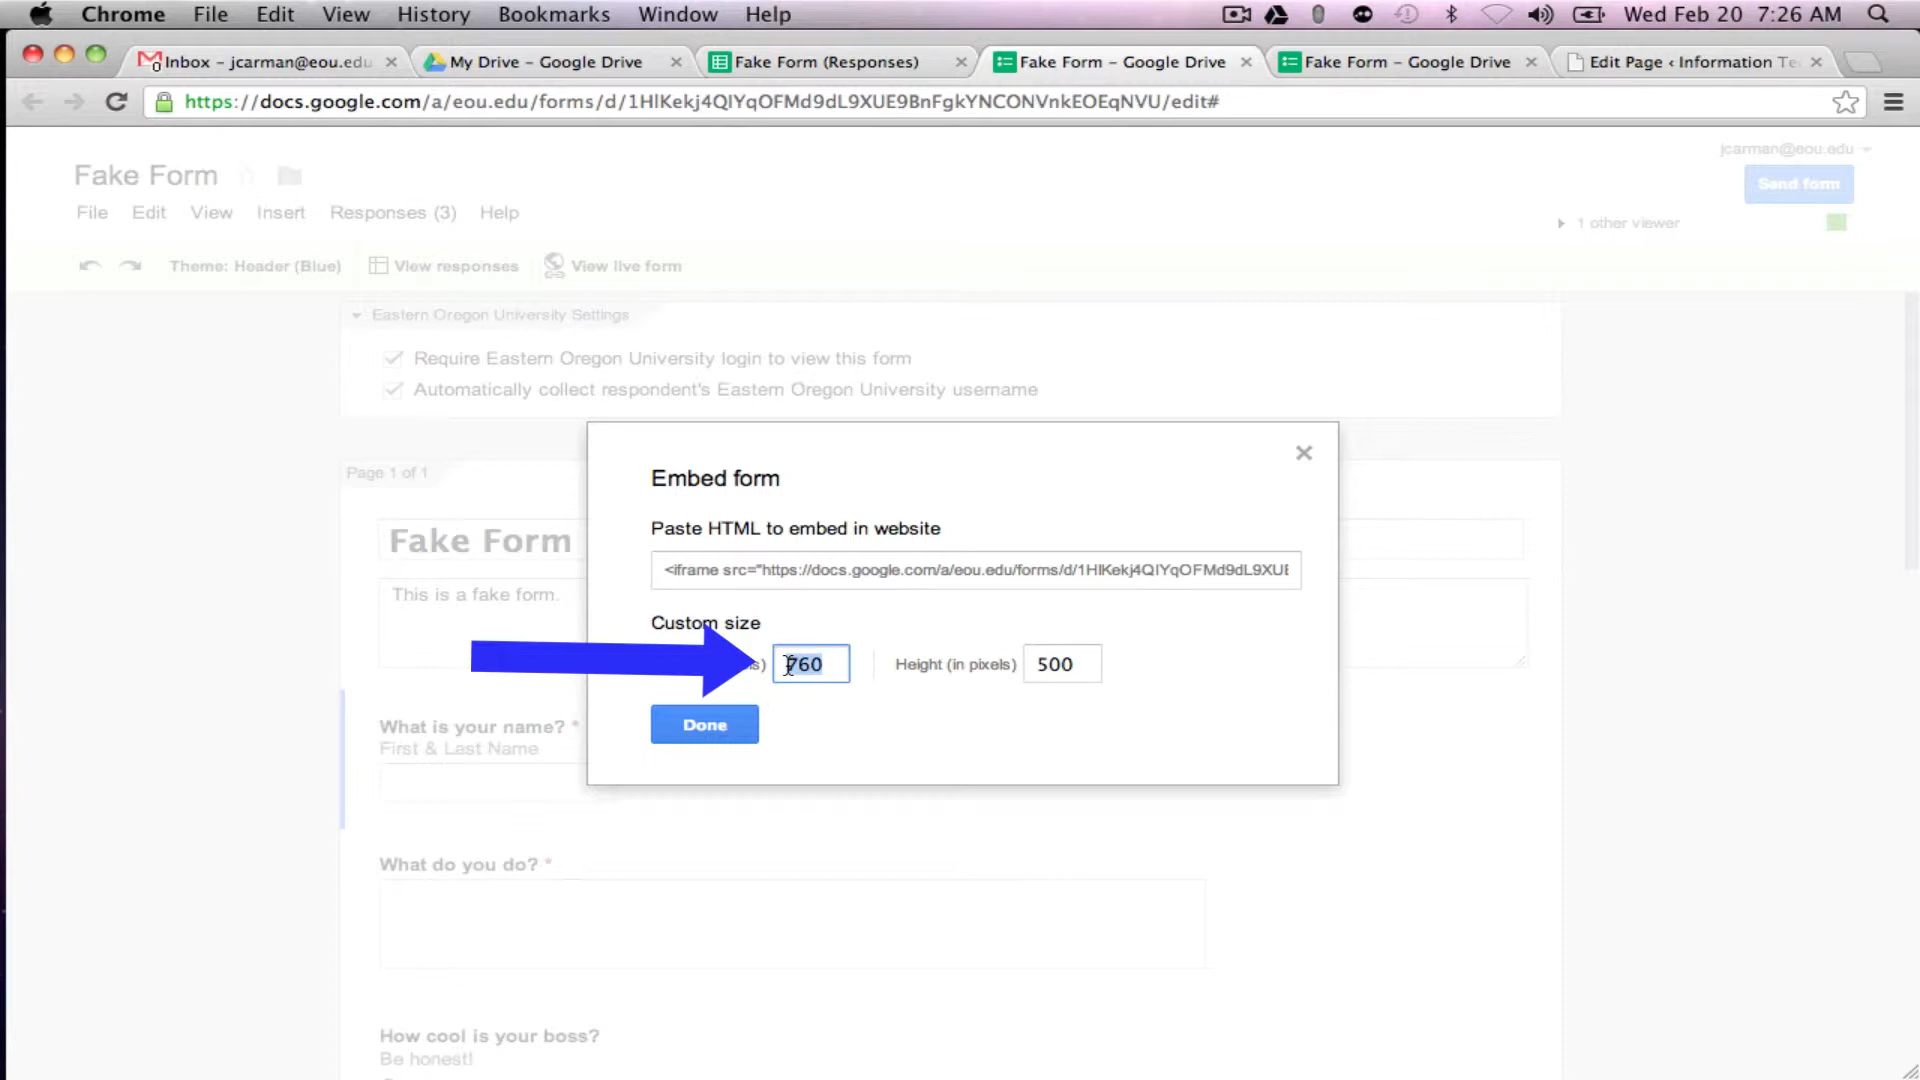 Chrome File Edit View History Bookmarks Window Help Wed Feb 20 7:26 AM
Inbox – jcarman@eou.edu My Drive – Google Drive Fake Form (Responses) Fake Form – Google Drive Fake Form – Google Drive Edit Page ‹ Information Te
https://docs.google.com/a/eou.edu/forms/d/1HlKekj4QIYqOFMd9dL9XUE9BnFgkYNCONVnkEOEqNVU/edit#
jcarman@eou.edu
Fake Form
Send form
File Edit View Insert Responses (3) Help
1 other viewer
Theme: Header (Blue) View responses View live form
Eastern Oregon University Settings
Require Eastern Oregon University login to view this form
Automatically collect respondent's Eastern Oregon University username
Page 1 of 1
Embed form
Paste HTML to embed in website
Fake Form
<iframe src="https://docs.google.com/a/eou.edu/forms/d/1HlKekj4QIYqOFMd9dL9XUE
This is a fake form.
Custom size
s) 760 Height (in pixels) 500
Done
What is your name? *
First & Last Name
What do you do? *
How cool is your boss?
Be honest!